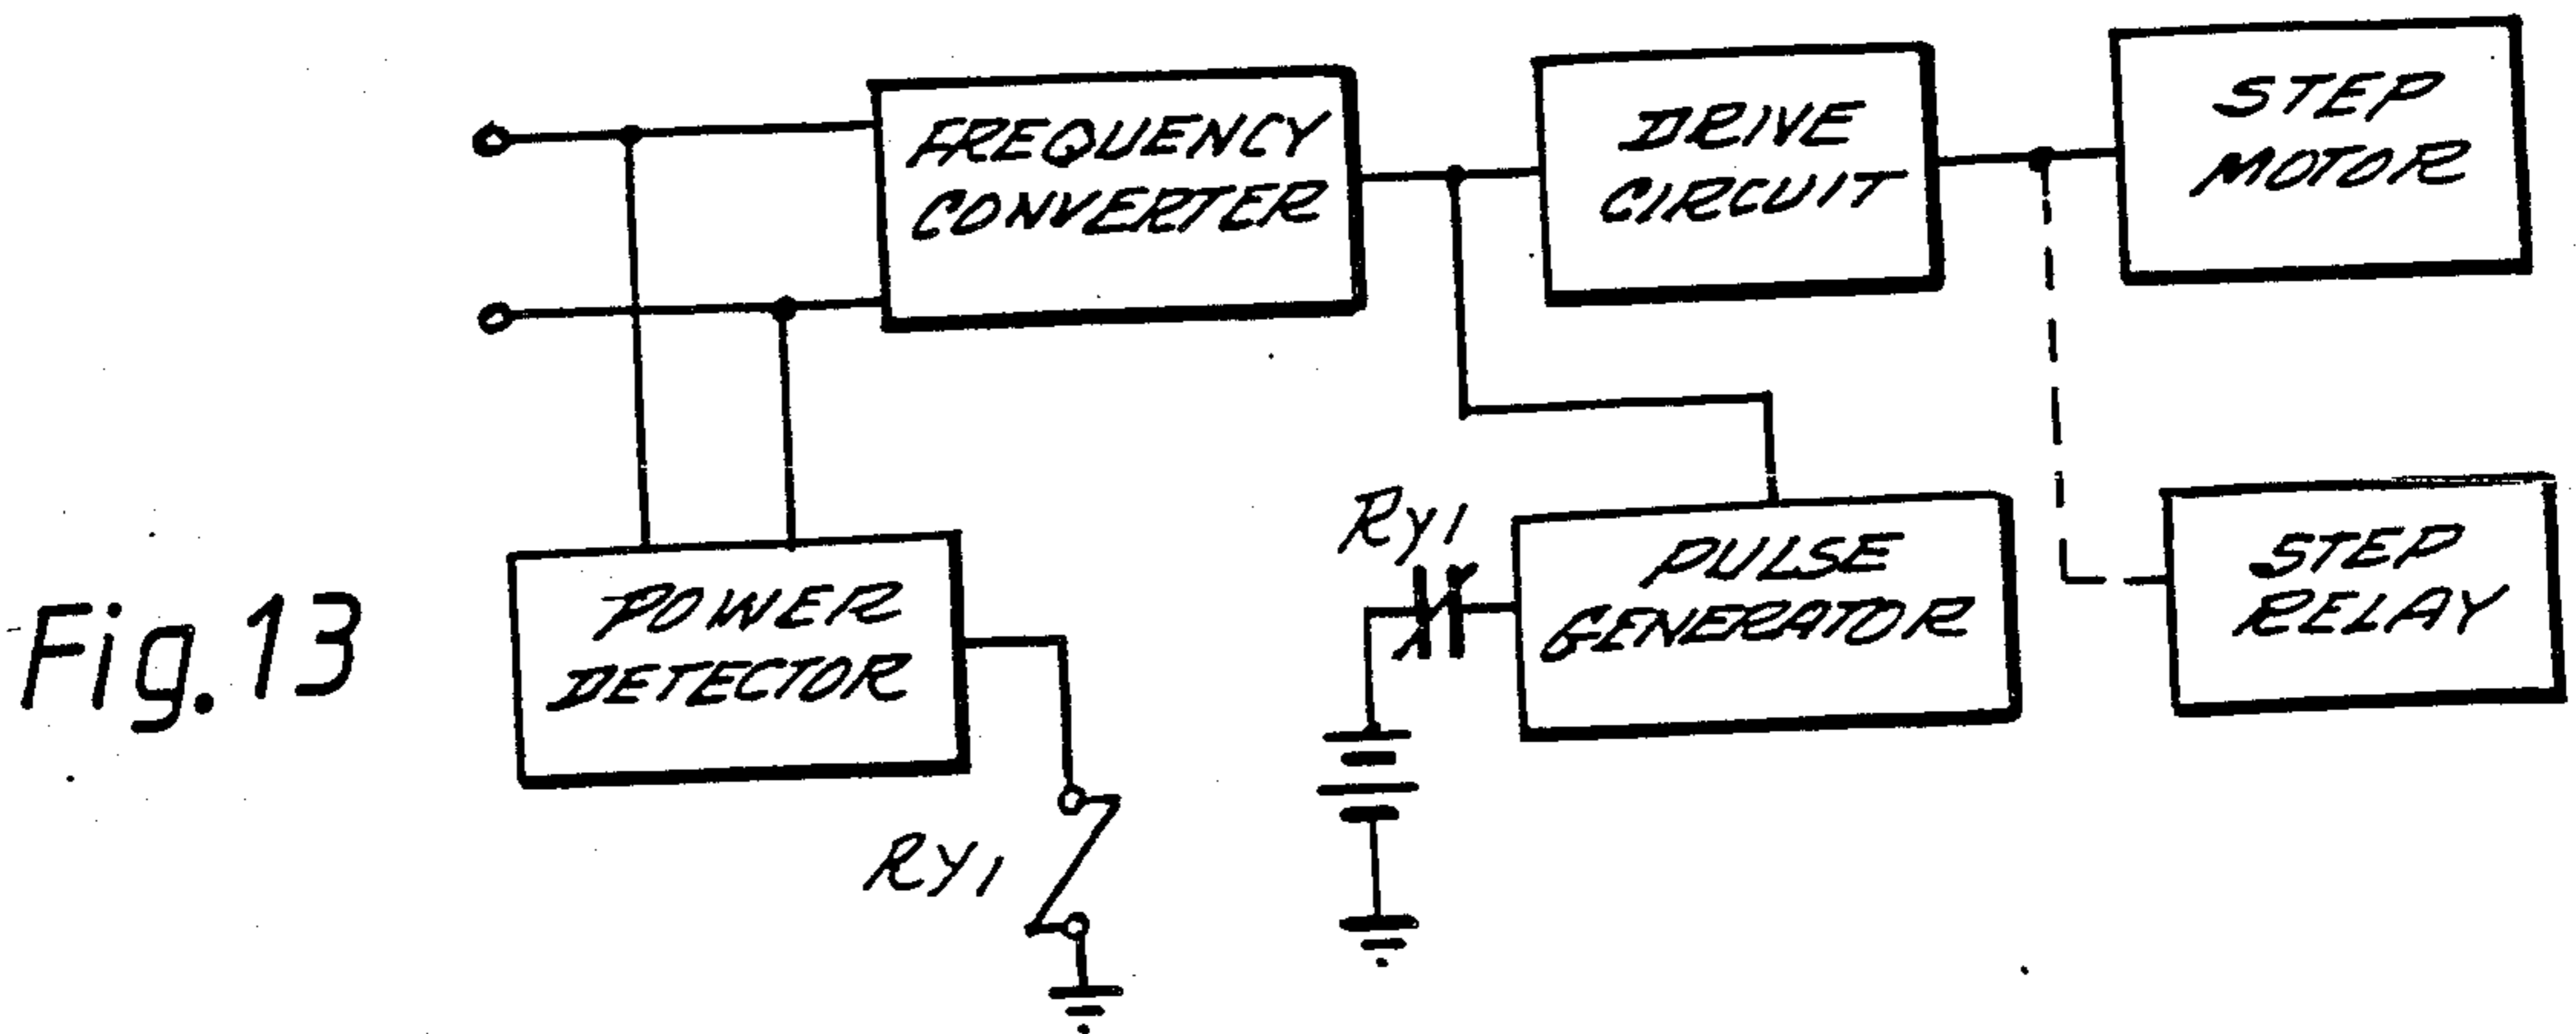 FREQUENCY
CONVERTER
DRIVE
CIRCUIT
STEP
MOTOR
POWER
DETECTOR
RY1
RY1
PULSE
GENERATOR
STEP
RELAY
Fig. 13